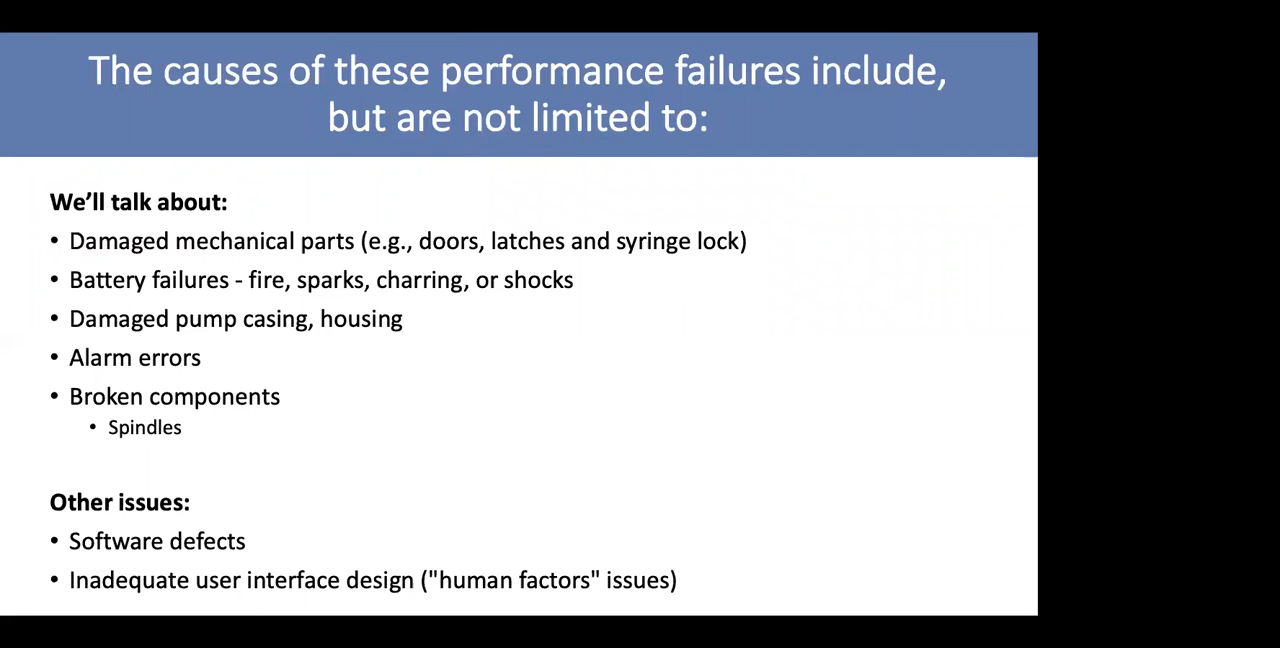 The causes of these performance failures include,
but are not limited to:
We’ll talk about:
• Damaged mechanical parts (e.g., doors, latches and syringe lock)
• Battery failures - fire, sparks, charring, or shocks
• Damaged pump casing, housing
• Alarm errors
• Broken components
• Spindles
Other issues:
• Software defects
• Inadequate user interface design ("human factors" issues)